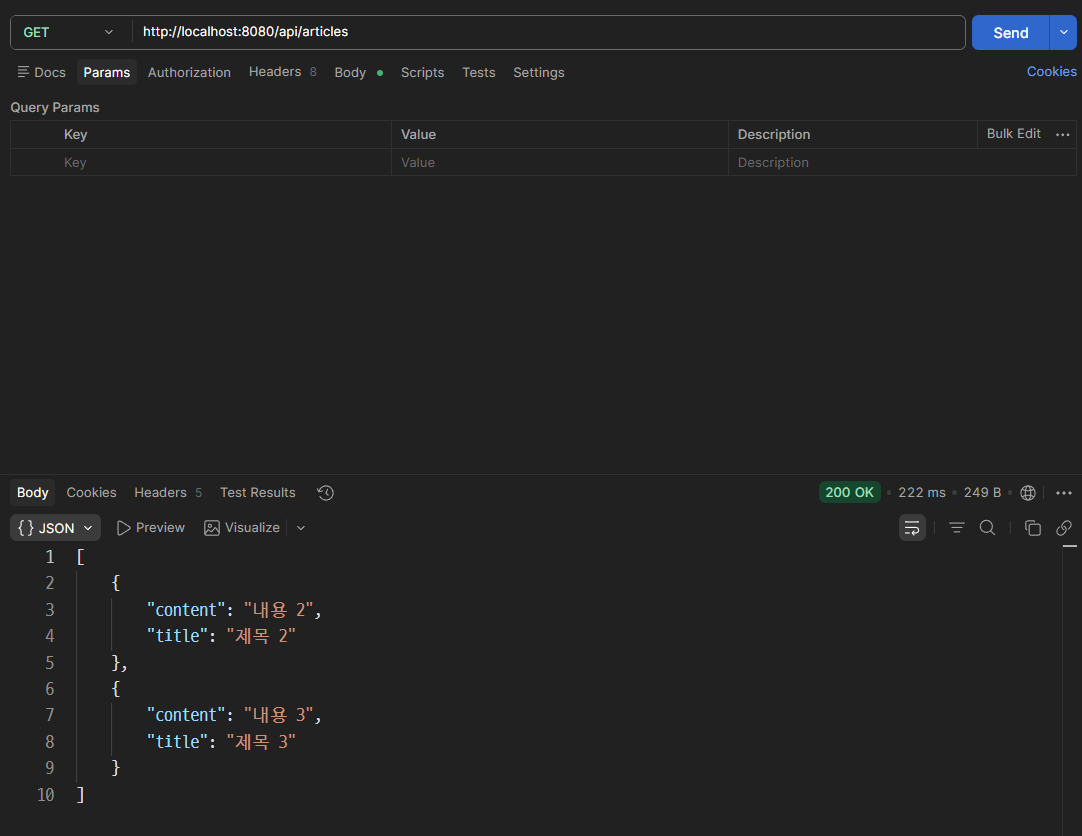 GET http://localhost:8080/api/articles Send
Docs Params Authorization Headers 8 Body Scripts Tests Settings Cookies
Query Params
Key Value Description Bulk Edit
Key Value Description
Body Cookies Headers 5 Test Results 200 OK 222 ms 249 B
{} JSON Preview Visualize
1 [
2 {
3 "content": "내용 2",
4 "title": "제목 2"
5 },
6 {
7 "content": "내용 3",
8 "title": "제목 3"
9 }
10 ]